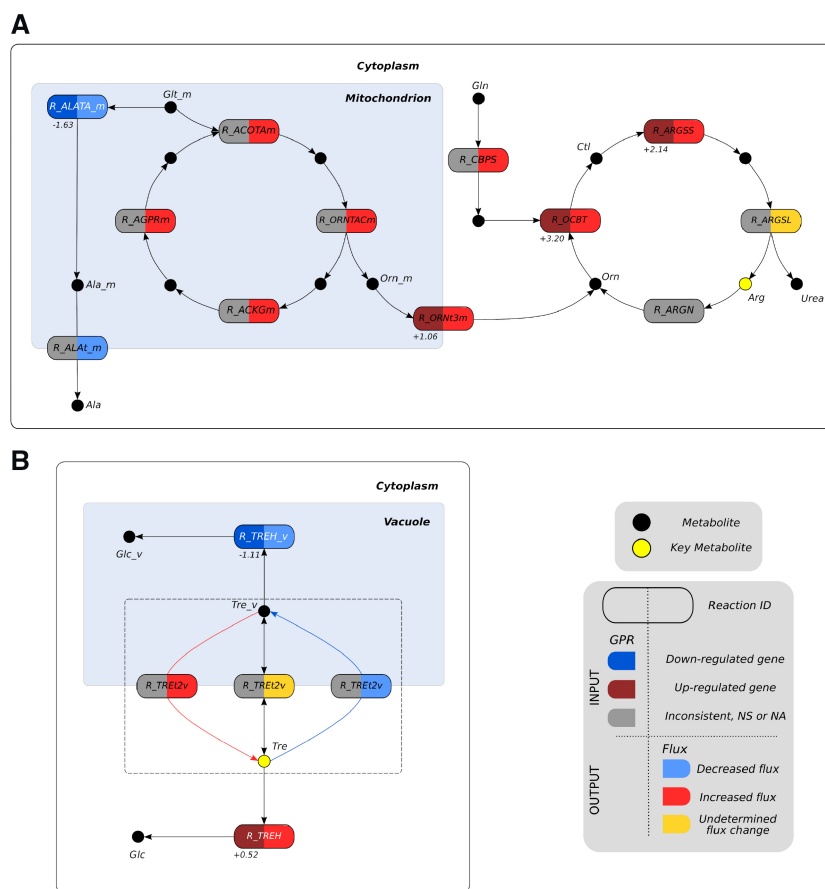 A
Cytoplasm
Mitochondrion
R_ALATA_m
-1.63
Glt_m
R_ACOTAm
R_AGPRm
R_ORNTACm
R_ACKGm
Ala_m
Orn_m
R_ALAt_m
Ala
R_ORNt3m
+1.06
Gln
R_CBPS
Ctl
R_ARGSS
+2.14
R_OCBT
+3.20
R_ARGSL
Orn
R_ARGN
Arg
Urea
B
Cytoplasm
Vacuole
Glc_v
R_TREH_v
-1.11
Tre_v
R_TREt2v
R_TREt2v
R_TREt2v
Tre
Glc
R_TREH
+0.52
Metabolite
Key Metabolite
Reaction ID
INPUT
GPR
Down-regulated gene
Up-regulated gene
Inconsistent, NS or NA
OUTPUT
Flux
Decreased flux
Increased flux
Undetermined
flux change